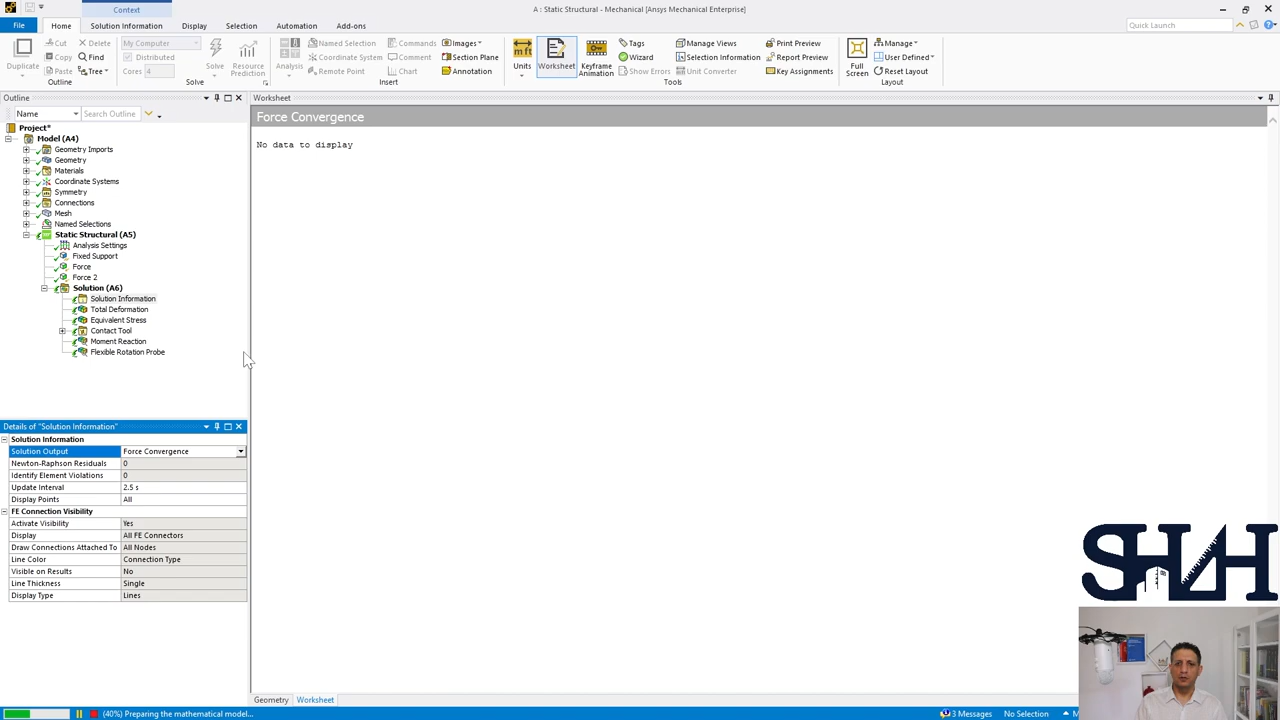 Context
A : Static Structural - Mechanical [Ansys Mechanical Enterprise]
File
Home
Solution Information
Display
Selection
Automation
Add-ons
Quick Launch
Duplicate
Cut
Copy
Paste
Delete
Find
Tree
Outline
My Computer
Distributed
Cores 4
Solve
Resource
Prediction
Solve
Analysis
Named Selection
Coordinate System
Remote Point
Commands
Comment
Chart
Images
Section Plane
Annotation
Insert
Units
Worksheet
Keyframe
Animation
Tags
Wizard
Show Errors
Manage Views
Selection Information
Unit Converter
Print Preview
Report Preview
Key Assignments
Tools
Full
Screen
Manage
User Defined
Reset Layout
Layout
Outline
Name
Search Outline
Project*
Model (A4)
Geometry Imports
Geometry
Materials
Coordinate Systems
Symmetry
Connections
Mesh
Named Selections
Static Structural (A5)
Analysis Settings
Fixed Support
Force
Force 2
Solution (A6)
Solution Information
Total Deformation
Equivalent Stress
Contact Tool
Moment Reaction
Flexible Rotation Probe
Worksheet
Force Convergence
No data to display
Details of "Solution Information"
Solution Information
Solution Output Force Convergence
Newton-Raphson Residuals 0
Identify Element Violations 0
Update Interval 2.5 s
Display Points All
FE Connection Visibility
Activate Visibility Yes
Display All FE Connectors
Draw Connections Attached To All Nodes
Line Color Connection Type
Visible on Results No
Line Thickness Single
Display Type Lines
Geometry
Worksheet
(40%) Preparing the mathematical model...
3 Messages
No Selection